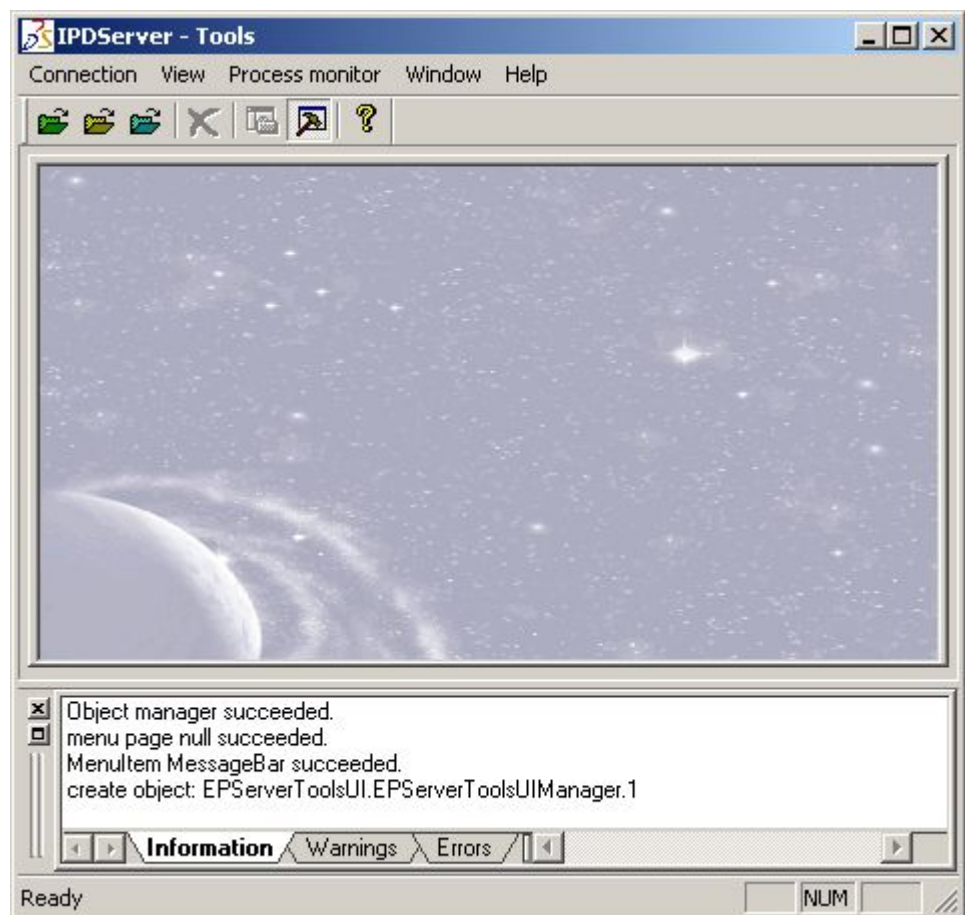 IPDServer - Tools
Connection View Process monitor Window Help
Object manager succeeded.
menu page null succeeded.
MenuItem MessageBar succeeded.
create object: EPServerToolsUI.EPServerToolsUIManager.1
Information Warnings Errors
Ready NUM